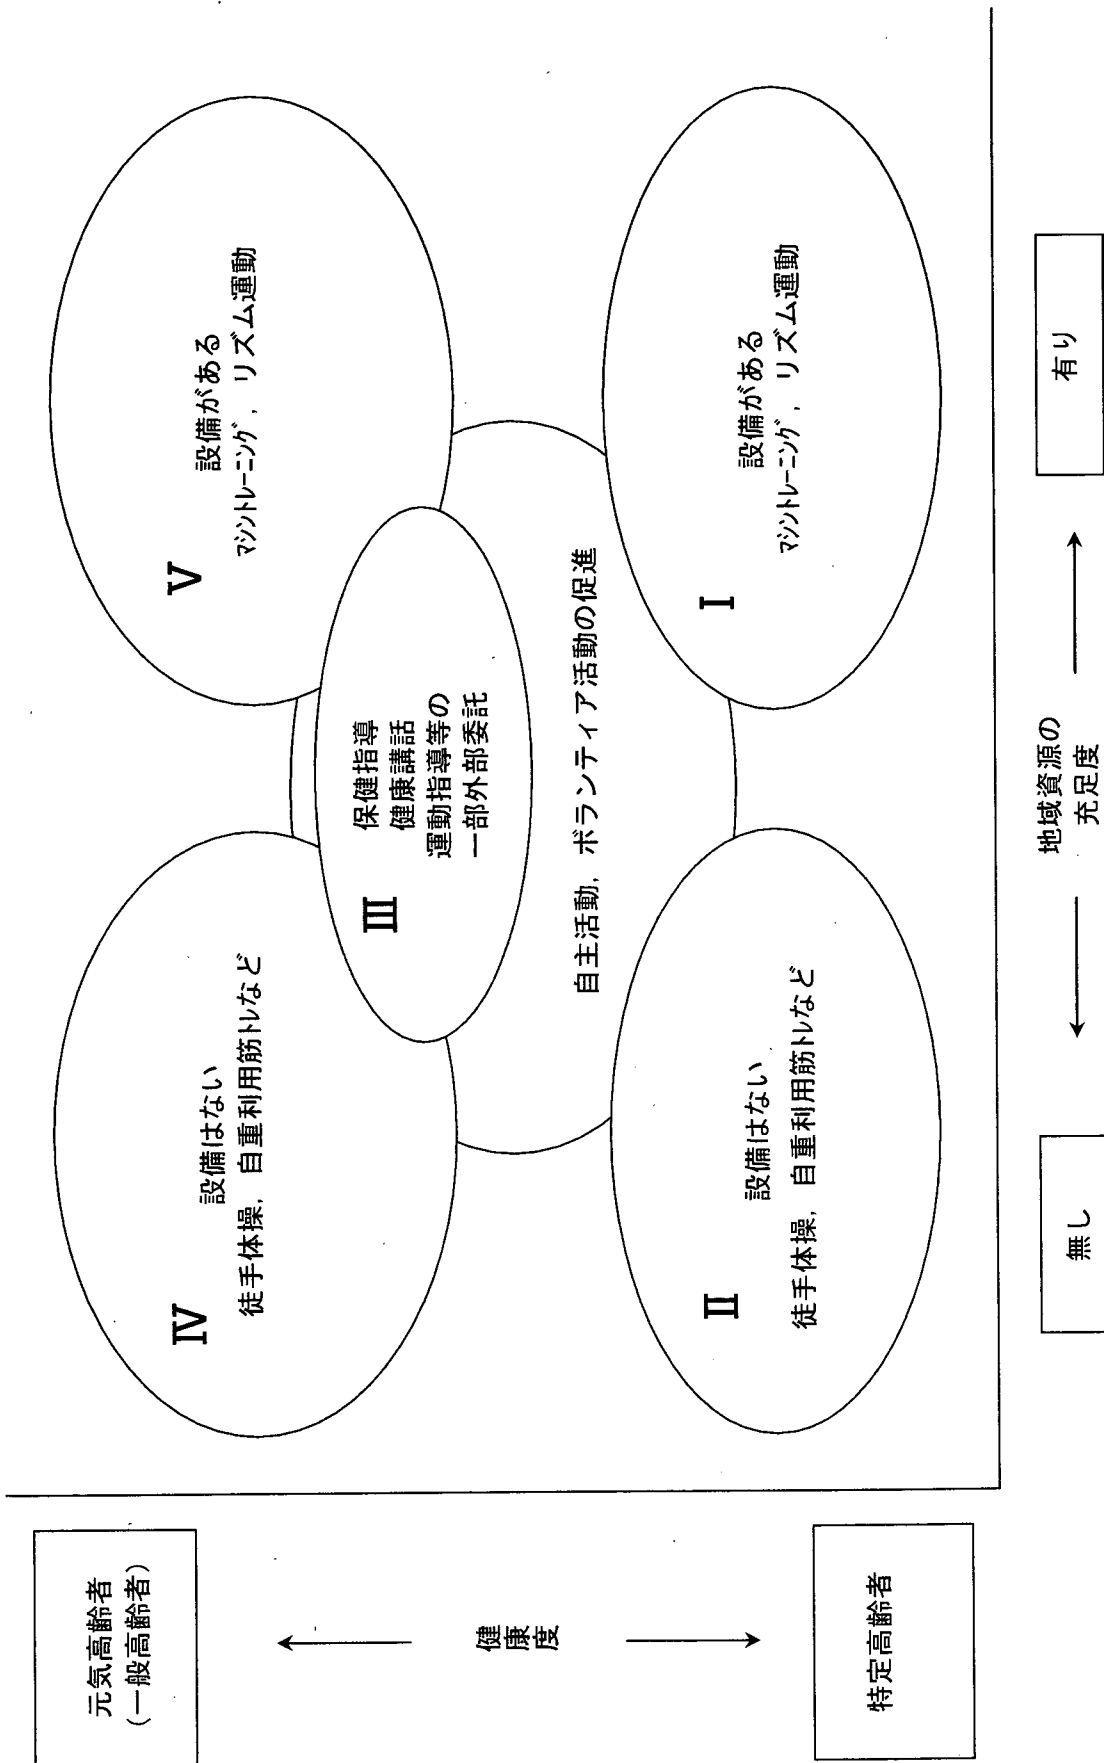 元気高齢者
(一般高齢者)
健康度
特定高齢者
Ⅳ
設備はない
徒手体操，自重利用筋ﾄﾚなど
Ⅴ
設備がある
ﾏｼﾝﾄﾚｰﾆﾝｸﾞ，リズム運動
Ⅲ
保健指導
健康講話
運動指導等の
一部外部委託
自主活動，ボランティア活動の促進
Ⅱ
設備はない
徒手体操，自重利用筋ﾄﾚなど
Ⅰ
設備がある
ﾏｼﾝﾄﾚｰﾆﾝｸﾞ，リズム運動
無し
地域資源の
充足度
有り